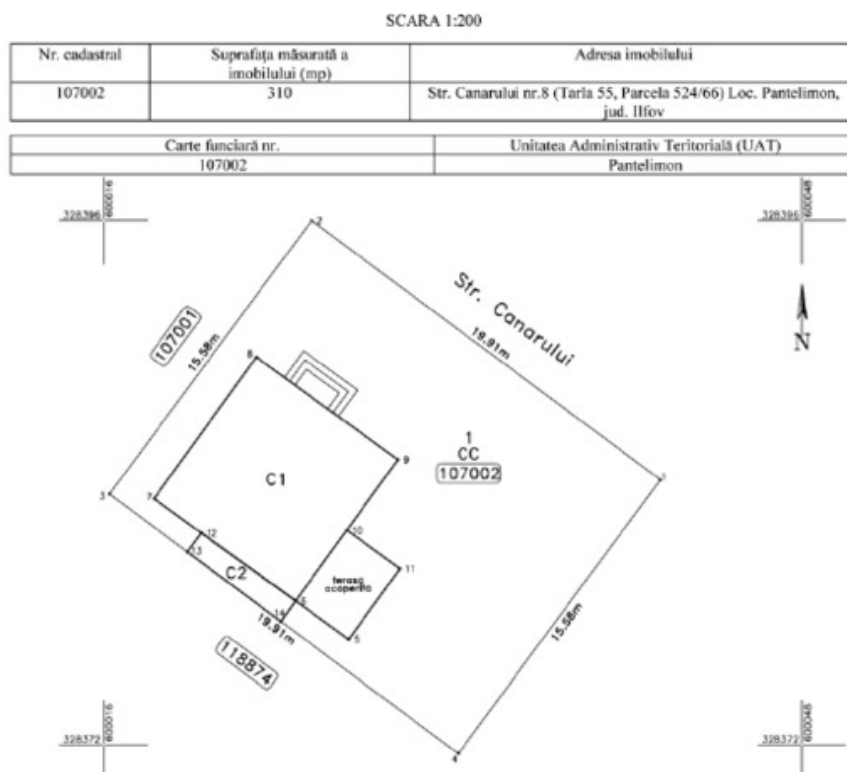 SCARA 1:200
Nr. cadastral
Suprafața măsurată a
imobilului (mp)
Adresa imobilului
107002
310
Str. Canarului nr.8 (Tarla 55, Parcela 524/66) Loc. Pantelimon,
jud. Ilfov
Carte funciară nr.
Unitatea Administrativ Teritorială (UAT)
107002
Pantelimon
328396
600016
328396
600048
2
Str. Canarului
19.91m
107001
15.58m
N
8
9
1
CC
107002
1
C1
3
7
12
13
10
11
C2
terasă
acoperită
6
14
5
19.91m
118874
15.58m
328372
600016
328372
600048
4